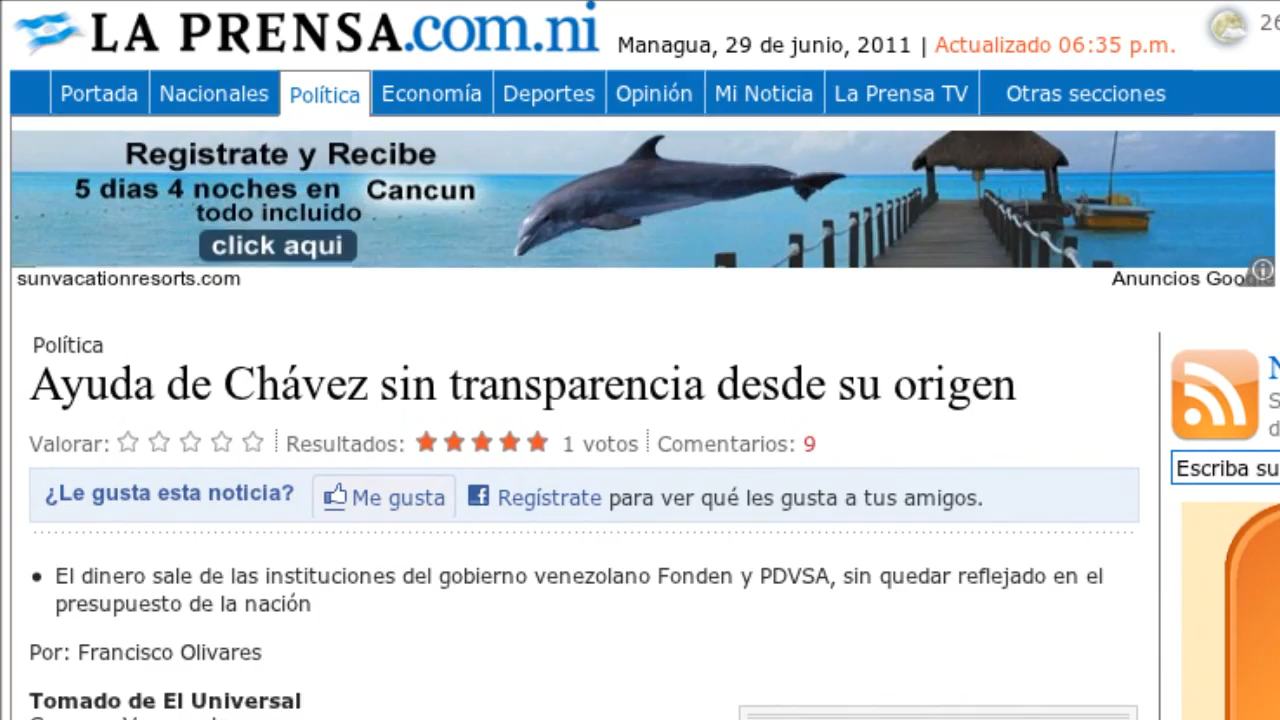 LA PRENSA.com.ni
Managua, 29 de junio, 2011 | Actualizado 06:35 p.m.
26
Portada Nacionales Política Economía Deportes Opinión Mi Noticia La Prensa TV Otras secciones
Registrate y Recibe
5 dias 4 noches en Cancun
todo incluido
click aqui
sunvacationresorts.com
Anuncios Google
Política
Ayuda de Chávez sin transparencia desde su origen
Valorar: Resultados: 1 votos Comentarios: 9
¿Le gusta esta noticia? Me gusta Regístrate para ver qué les gusta a tus amigos.
Escriba su
• El dinero sale de las instituciones del gobierno venezolano Fonden y PDVSA, sin quedar reflejado en el
presupuesto de la nación
Por: Francisco Olivares
Tomado de El Universal